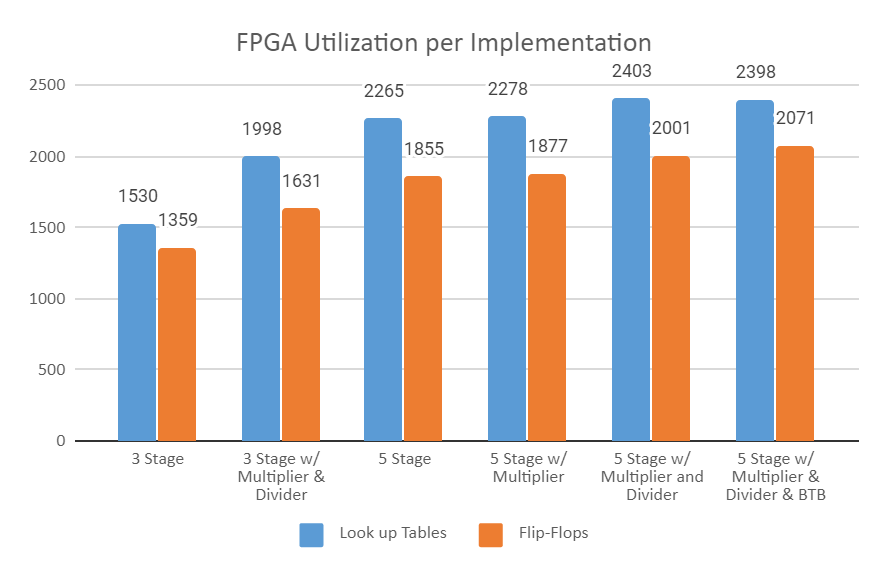 FPGA Utilization per Implementation
2500
2000
1500
1000
500
0
1530
1359
1998
1631
2265
1855
2278
1877
2403
2001
2398
2071
3 Stage
3 Stage w/
Multiplier &
Divider
5 Stage
5 Stage w/
Multiplier
5 Stage w/
Multiplier and
Divider
5 Stage w/
Multiplier &
Divider & BTB
Look up Tables
Flip-Flops